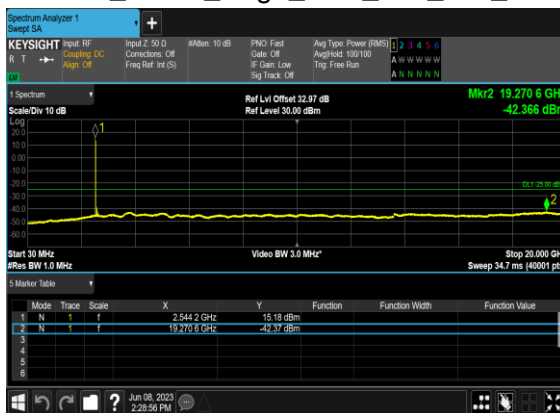 Spectrum Analyzer 1
Swept SA
+
KEYSIGHT Input: RF Input Z: 50 Ω #Atten: 10 dB PNO: Fast Avg Type: Power (RMS) 1 2 3 4 5 6
R T Coupling: DC Corrections: Off Gate: Off Avg|Hold: 100/100 A W W W W W
Align: Off Freq Ref: Int (S) IF Gain: Low Trig: Free Run A N N N N N
LXI Sig Track: Off
1 Spectrum Ref Lvl Offset 32.97 dB Mkr2 19.270 6 GH
Scale/Div 10 dB Ref Level 30.00 dBm -42.366 dBr
Log
20.0
1
10.0
0.00
-10.0
-20.0
DL1 -25.00 dB
-30.0
2
-40.0
-50.0
-60.0
Start 30 MHz Video BW 3.0 MHz* Stop 20.000 GH
#Res BW 1.0 MHz Sweep 34.7 ms (40001 pt
5 Marker Table
Mode Trace Scale X Y Function Function Width Function Value
1 N 1 f 2.544 2 GHz 15.18 dBm
2 N 1 f 19.270 6 GHz -42.37 dBm
3
4
5
6
? Jun 08, 2023
2:28:56 PM